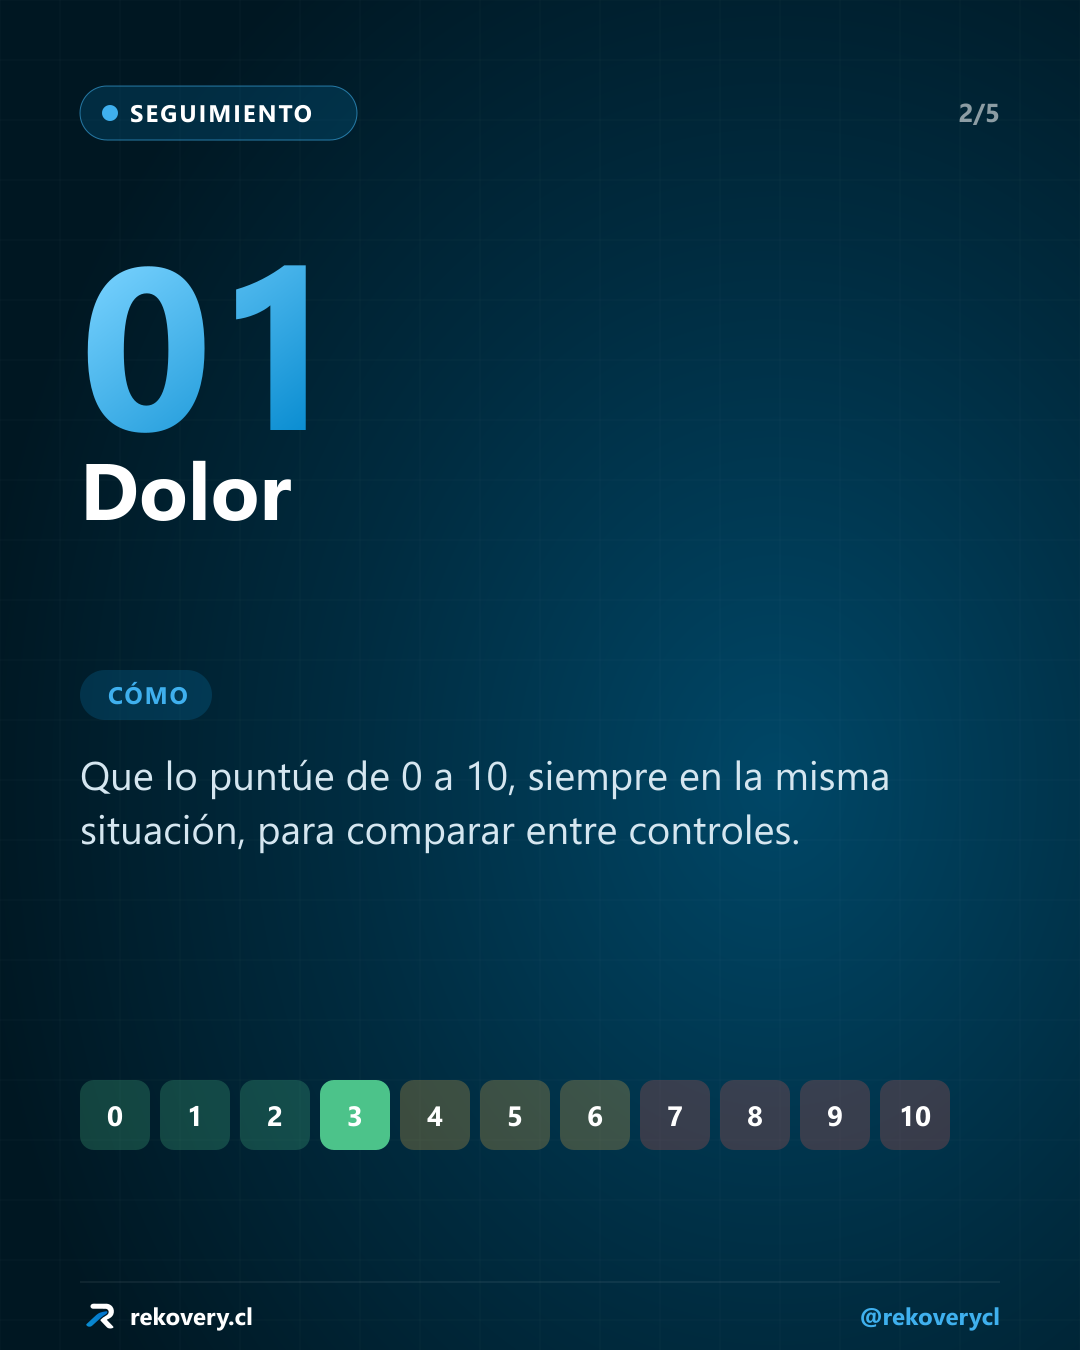 SEGUIMIENTO
2/5
01
Dolor
CÓMO
Que lo puntúe de 0 a 10, siempre en la misma
situación, para comparar entre controles.
0 1 2 3 4 5 6 7 8 9 10
rekovery.cl
@rekoverycl